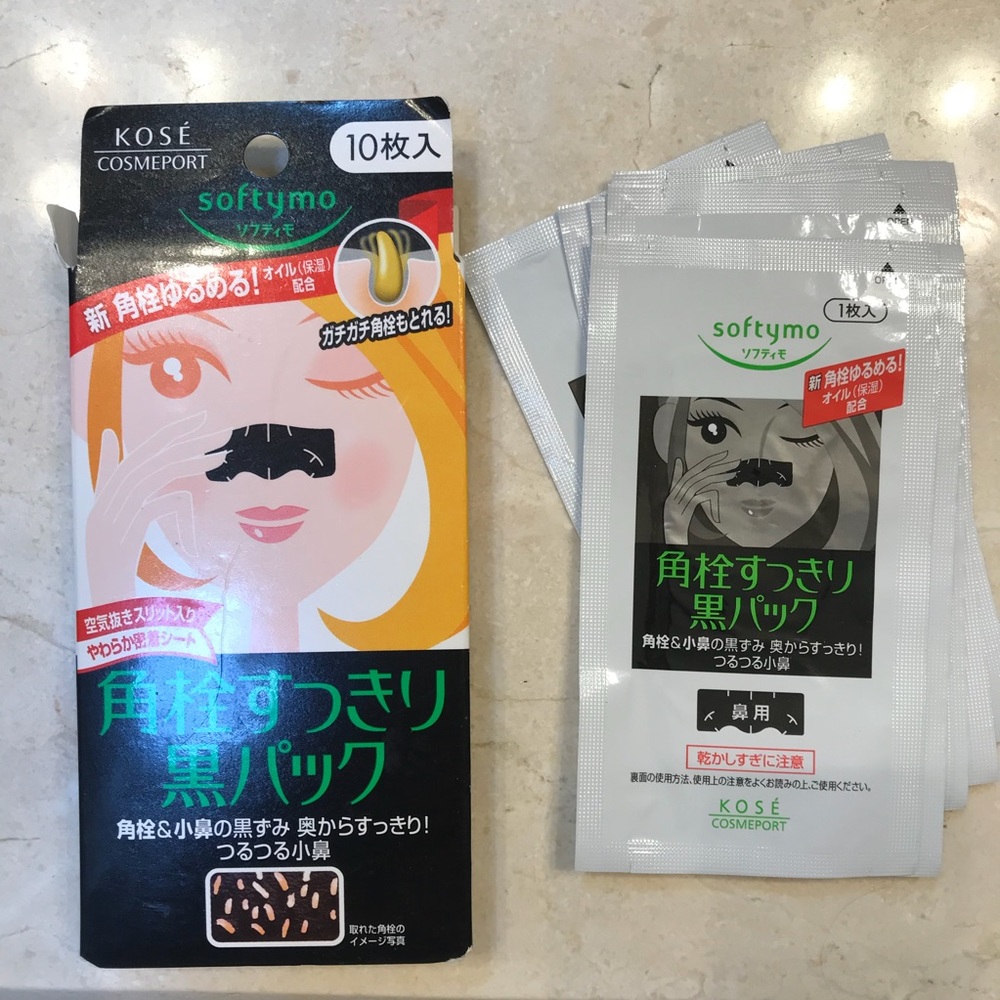 KOSÉ
COSMEPORT
10枚入
softymo
ソフティモ
新 角栓ゆるめる!
オイル(保湿)
配合
ガチガチ角栓もとれる!
空気抜きスリット入り
やわらか密着シート
角栓すっきり
黒パック
角栓&小鼻の黒ずみ 奥からすっきり!
つるつる小鼻
取れた角栓の
イメージ写真
OPEN
1枚入
softymo
ソフティモ
新 角栓ゆるめる!
オイル(保湿)
配合
角栓すっきり
黒パック
角栓&小鼻の黒ずみ 奥からすっきり!
つるつる小鼻
鼻用
乾かしすぎに注意
裏面の使用方法、使用上の注意をよくお読みの上、ご使用ください。
KOSÉ
COSMEPORT